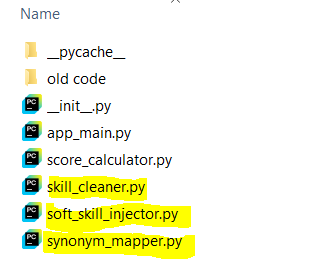 Name
__pycache__
old code
__init__.py
app_main.py
score_calculator.py
skill_cleaner.py
soft_skill_injector.py
synonym_mapper.py